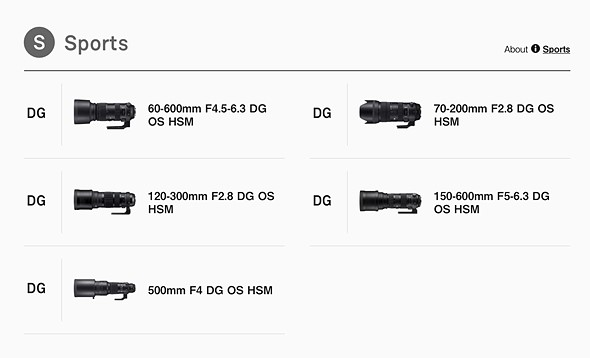 S Sports
About i Sports
DG
60-600mm F4.5-6.3 DG
OS HSM
DG
70-200mm F2.8 DG OS
HSM
DG
120-300mm F2.8 DG OS
HSM
DG
150-600mm F5-6.3 DG
OS HSM
DG
500mm F4 DG OS HSM